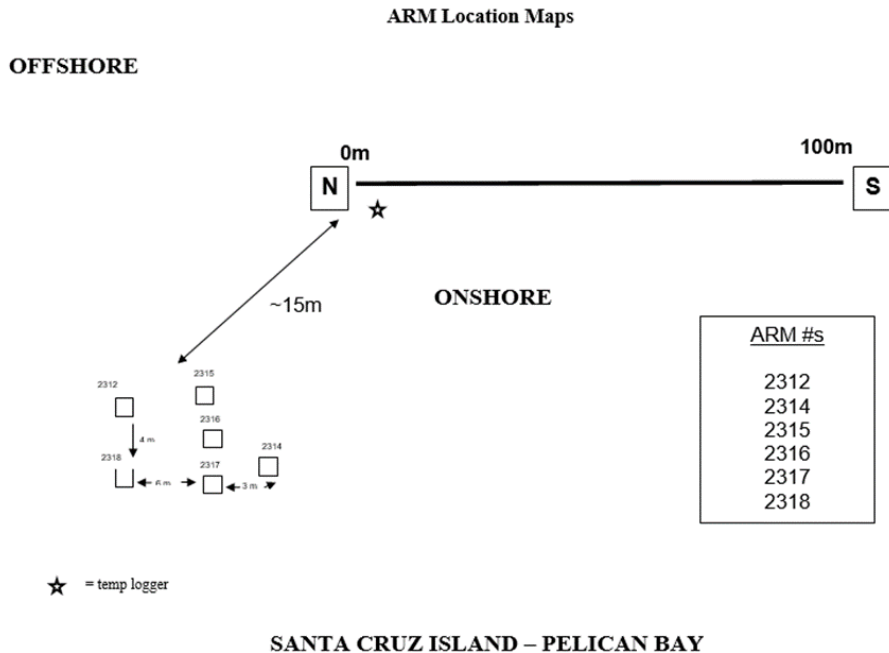 ARM Location Maps
OFFSHORE
0m
100m
N
S
~15m
ONSHORE
ARM #s
2312
2314
2315
2316
2317
2318
2315
2312
2316
4 m
2314
2318
2317
6 m
3 m
= temp logger
SANTA CRUZ ISLAND – PELICAN BAY